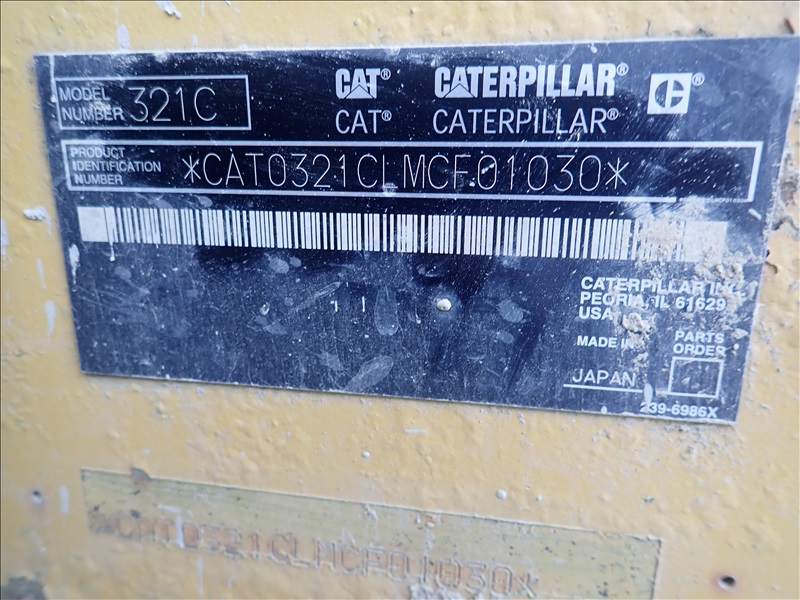 MODEL NUMBER 321C
CAT® CATERPILLAR® ®
CAT® CATERPILLAR®
PRODUCT IDENTIFICATION NUMBER *CAT0321CLMCF01030*
CATERPILLAR
PEORIA, IL 61629
USA
MADE
PARTS ORDER
JAPAN
239-6986X
*CAT0321CLMCF01030*